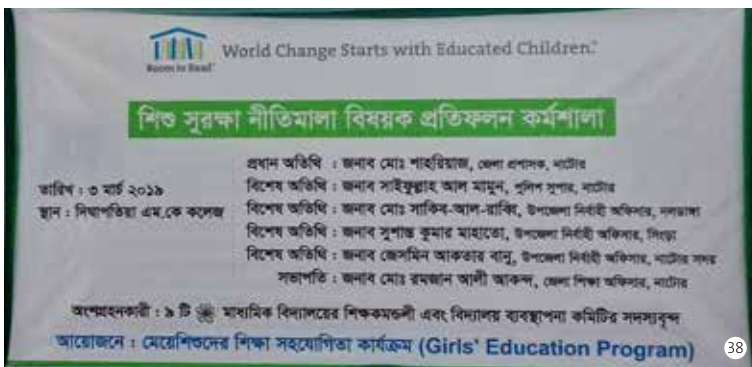 World Change Starts with Educated Children.®
Room to Read®
শিশু সুরক্ষা নীতিমালা বিষয়ক প্রতিফলন কর্মশালা
তারিখ : ৩ মার্চ ২০১৯
স্থান : দিঘাপতিয়া এম.কে কলেজ
প্রধান অতিথি : জনাব মোঃ শাহরিয়াজ, জেলা প্রশাসক, নাটোর
বিশেষ অতিথি : জনাব সাইফুল্লাহ আল মামুন, পুলিশ সুপার, নাটোর
বিশেষ অতিথি : জনাব মোঃ সাকিব-আল-রাব্বি, উপজেলা নির্বাহী অফিসার, নলডাঙ্গা
বিশেষ অতিথি : জনাব সুশান্ত কুমার মাহাতো, উপজেলা নির্বাহী অফিসার, সিংড়া
বিশেষ অতিথি : জনাব জেসমিন আকতার বানু, উপজেলা নির্বাহী অফিসার, নাটোর সদর
সভাপতি : জনাব মোঃ রমজান আলী আকন্দ, জেলা শিক্ষা অফিসার, নাটোর
অংশগ্রহনকারী : ৯ টি মাধ্যমিক বিদ্যালয়ের শিক্ষকমন্ডলী এবং বিদ্যালয় ব্যবস্থাপনা কমিটির সদস্যবৃন্দ
আয়োজনে : মেয়েশিশুদের শিক্ষা সহযোগিতা কার্যক্রম (Girls' Education Program)
38